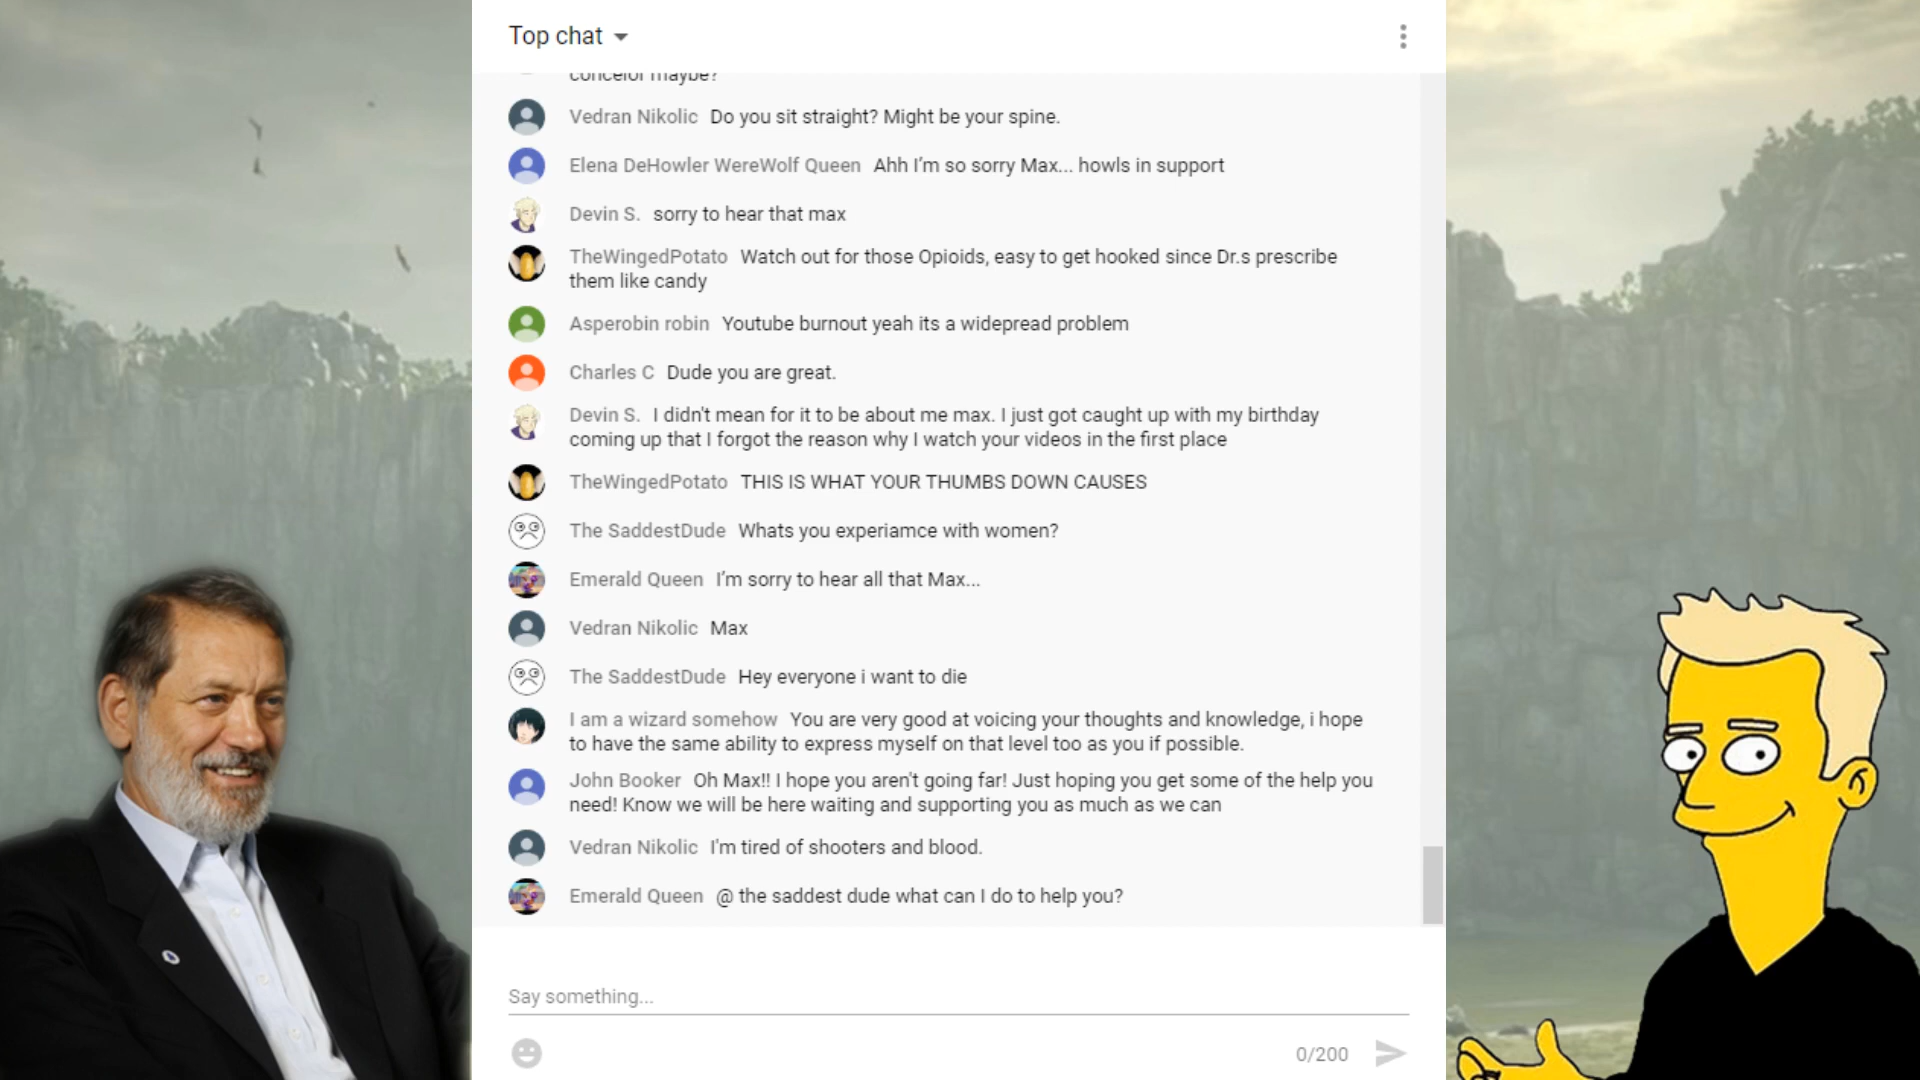 Top chat
concelor maybe?
Vedran Nikolic Do you sit straight? Might be your spine.
Elena DeHowler WereWolf Queen Ahh I'm so sorry Max... howls in support
Devin S. sorry to hear that max
TheWingedPotato Watch out for those Opioids, easy to get hooked since Dr.s prescribe
them like candy
Asperobin robin Youtube burnout yeah its a widepread problem
Charles C Dude you are great.
Devin S. I didn't mean for it to be about me max. I just got caught up with my birthday
coming up that I forgot the reason why I watch your videos in the first place
TheWingedPotato THIS IS WHAT YOUR THUMBS DOWN CAUSES
The SaddestDude Whats you experiamce with women?
Emerald Queen I'm sorry to hear all that Max...
Vedran Nikolic Max
The SaddestDude Hey everyone i want to die
I am a wizard somehow You are very good at voicing your thoughts and knowledge, i hope
to have the same ability to express myself on that level too as you if possible.
John Booker Oh Max!! I hope you aren't going far! Just hoping you get some of the help you
need! Know we will be here waiting and supporting you as much as we can
Vedran Nikolic I'm tired of shooters and blood.
Emerald Queen @ the saddest dude what can I do to help you?
Say something...
0/200